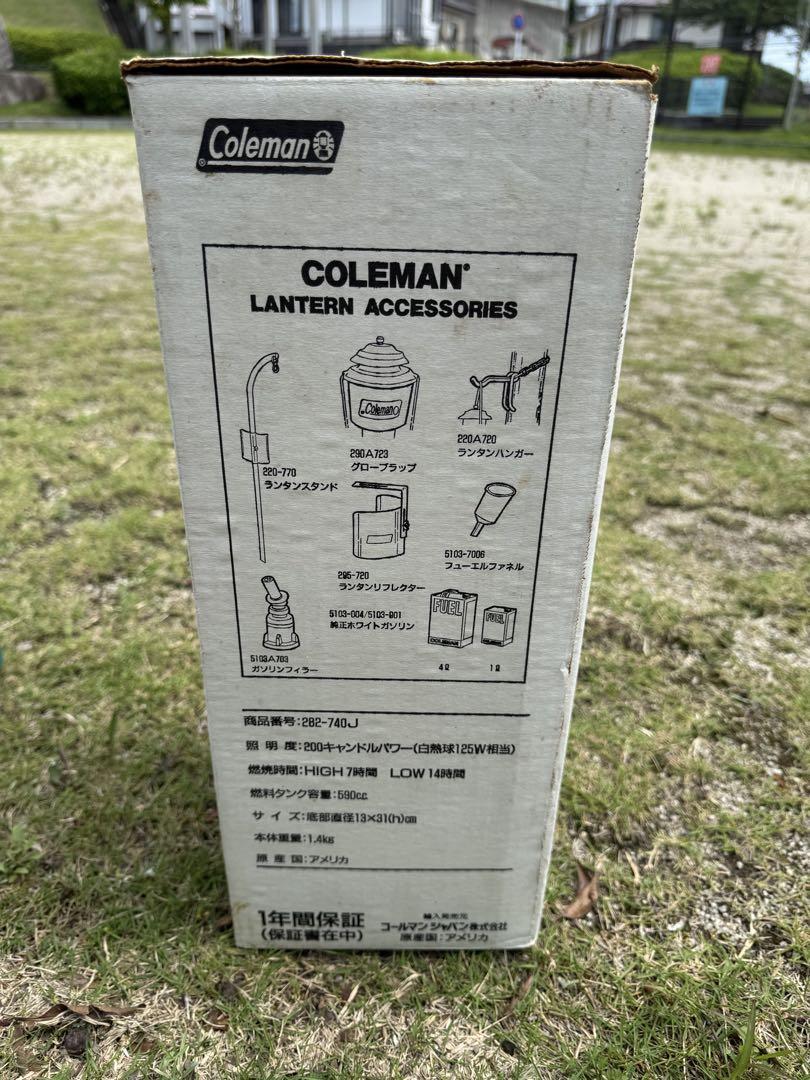 Coleman
COLEMAN
LANTERN ACCESSORIES
Coleman
290A723
グローブラップ
220A720
ランタンハンガー
220-770
ランタンスタンド
295-720
ランタンリフレクター
5103-7006
フューエルファネル
5103A703
ガソリンフィラー
5103-004/5103-901
純正ホワイトガソリン
FUEL
COLEMAN
4ℓ
FUEL
COLEMAN
1ℓ
商品番号:282-740J
照明度:200キャンドルパワー(白熱球125W相当)
燃焼時間:HIGH 7時間 LOW 14時間
燃料タンク容量:590c.c.
サイズ:底部直径13×31(h)cm
本体重量:1.4kg
原産国:アメリカ
1年間保証
(保証書在中)
輸入発売元
コールマン ジャパン株式会社
原産国:アメリカ